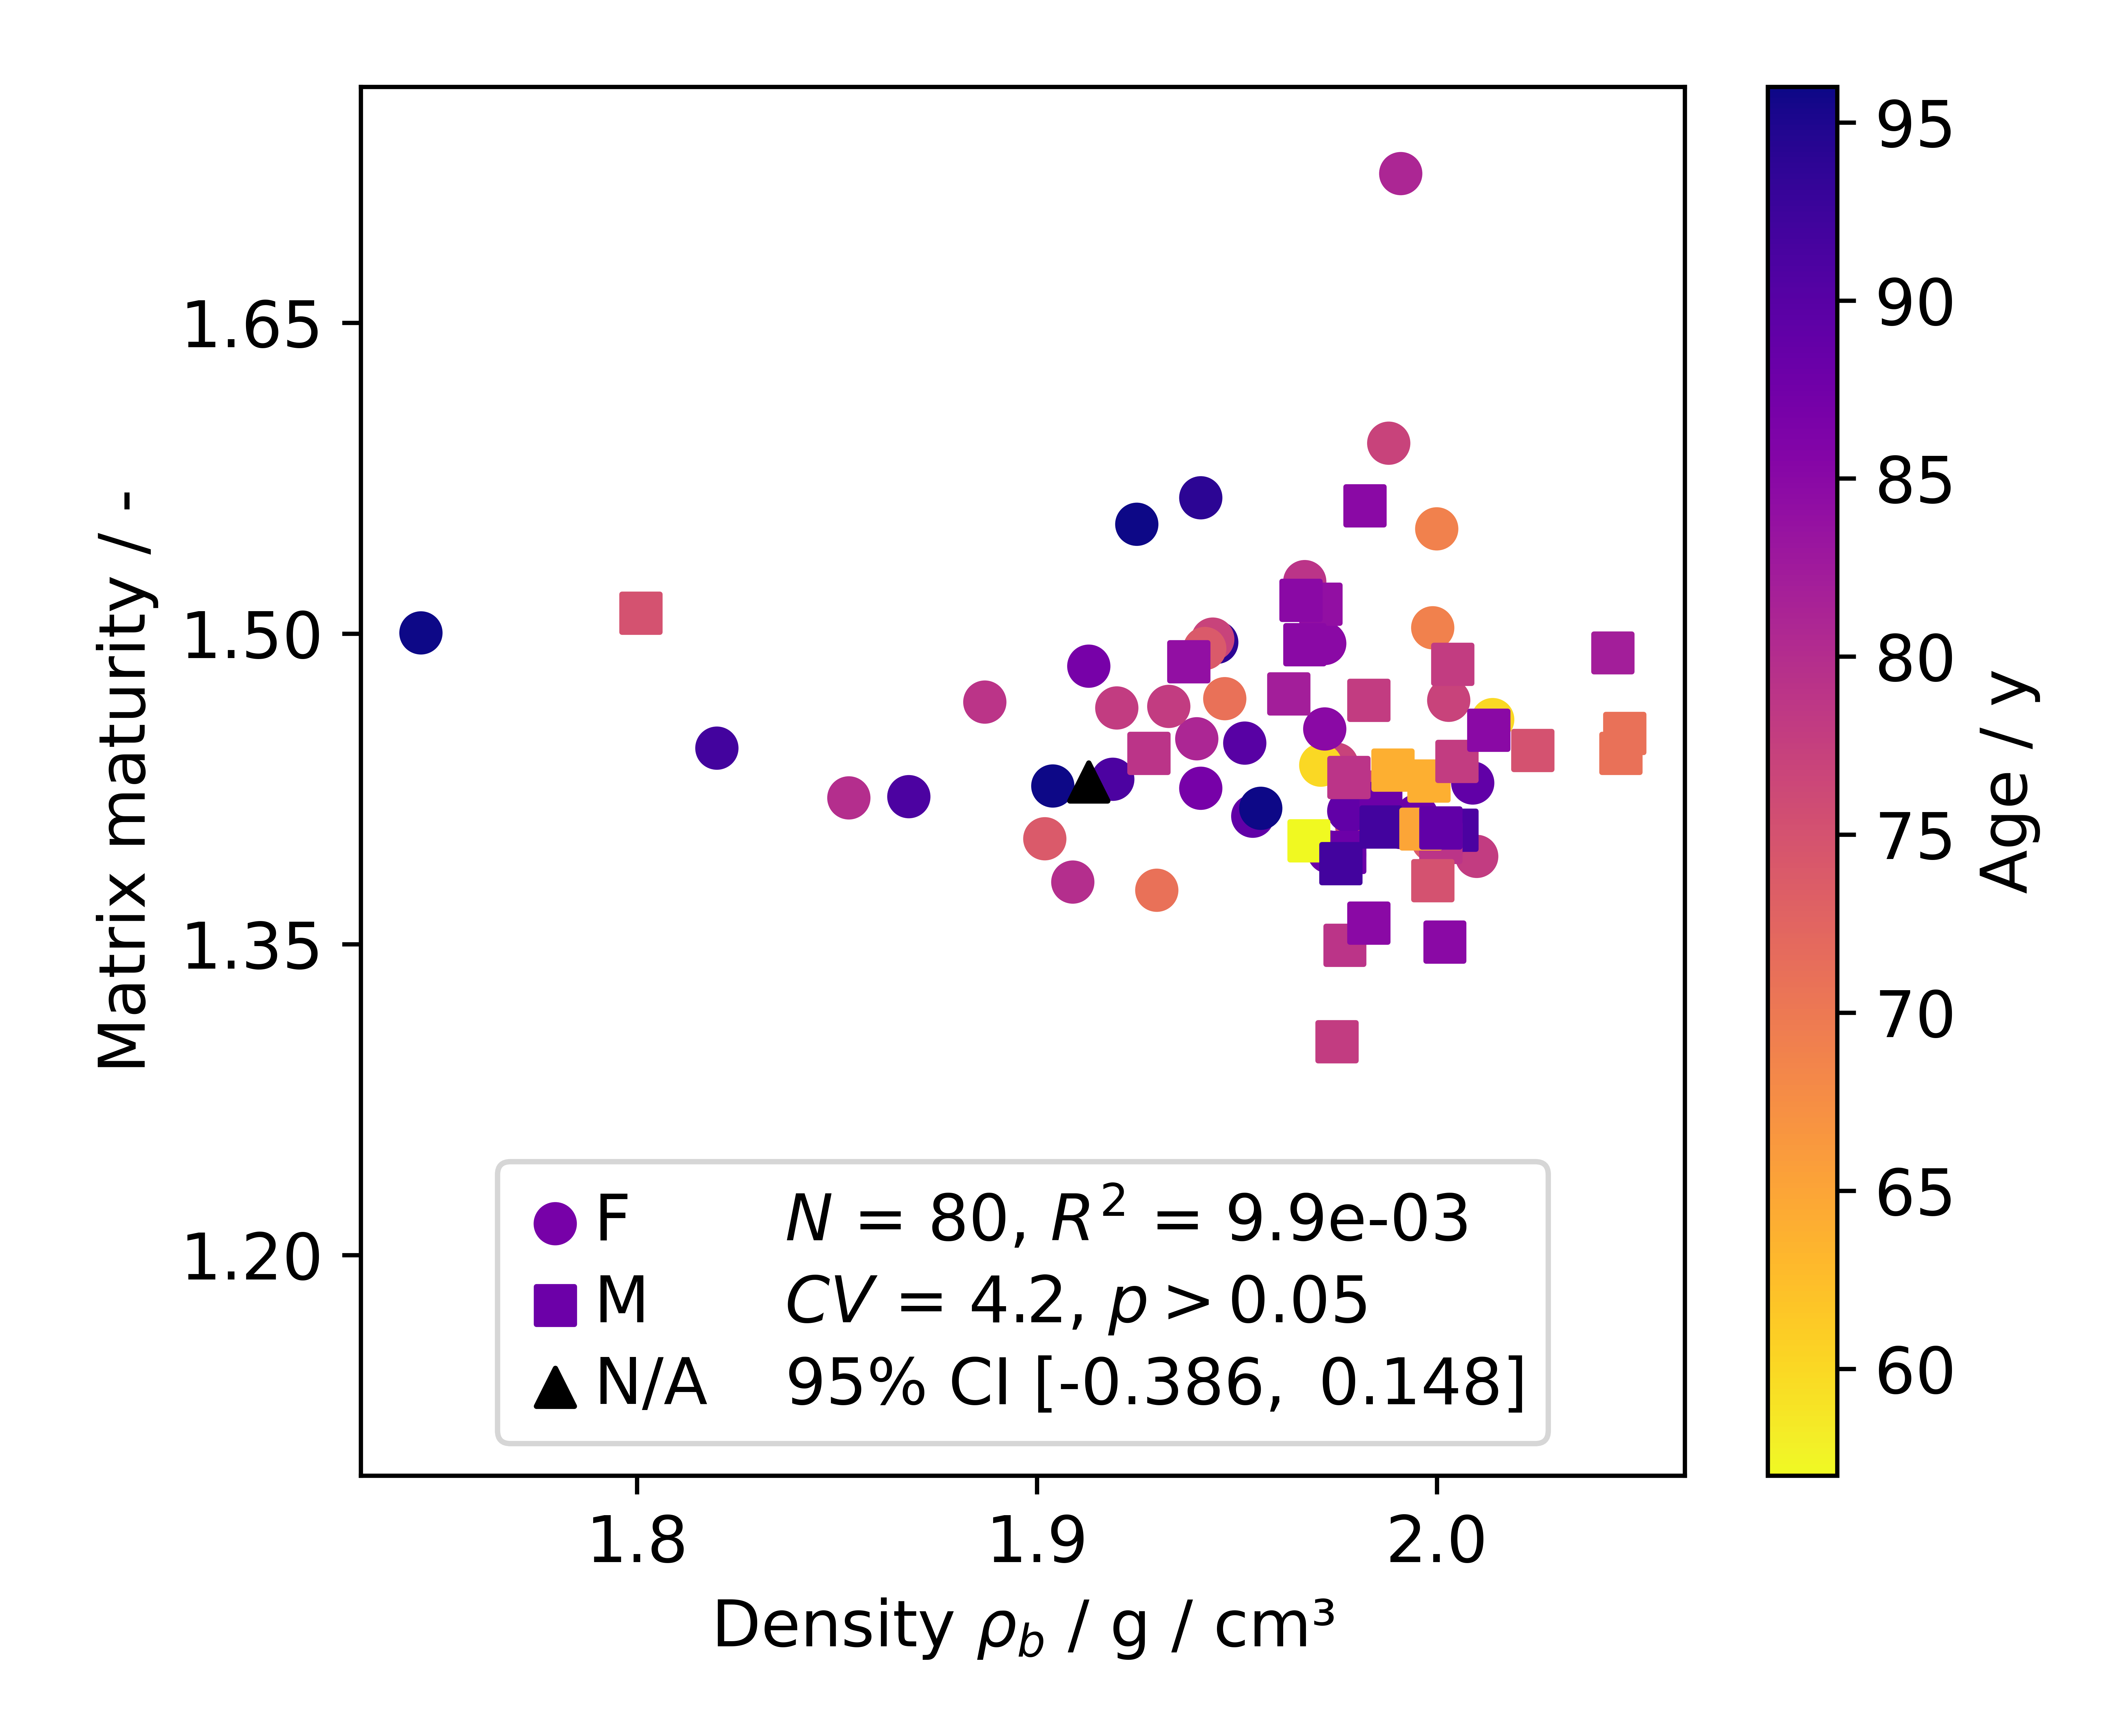 1.65
1.50
1.35
1.20
Matrix maturity / -
1.8
1.9
2.0
Density ρb / g / cm³
F
M
N/A
N = 80, R² = 9.9e-03
CV = 4.2, p > 0.05
95% CI [-0.386, 0.148]
95
90
85
80
75
70
65
60
Age / y